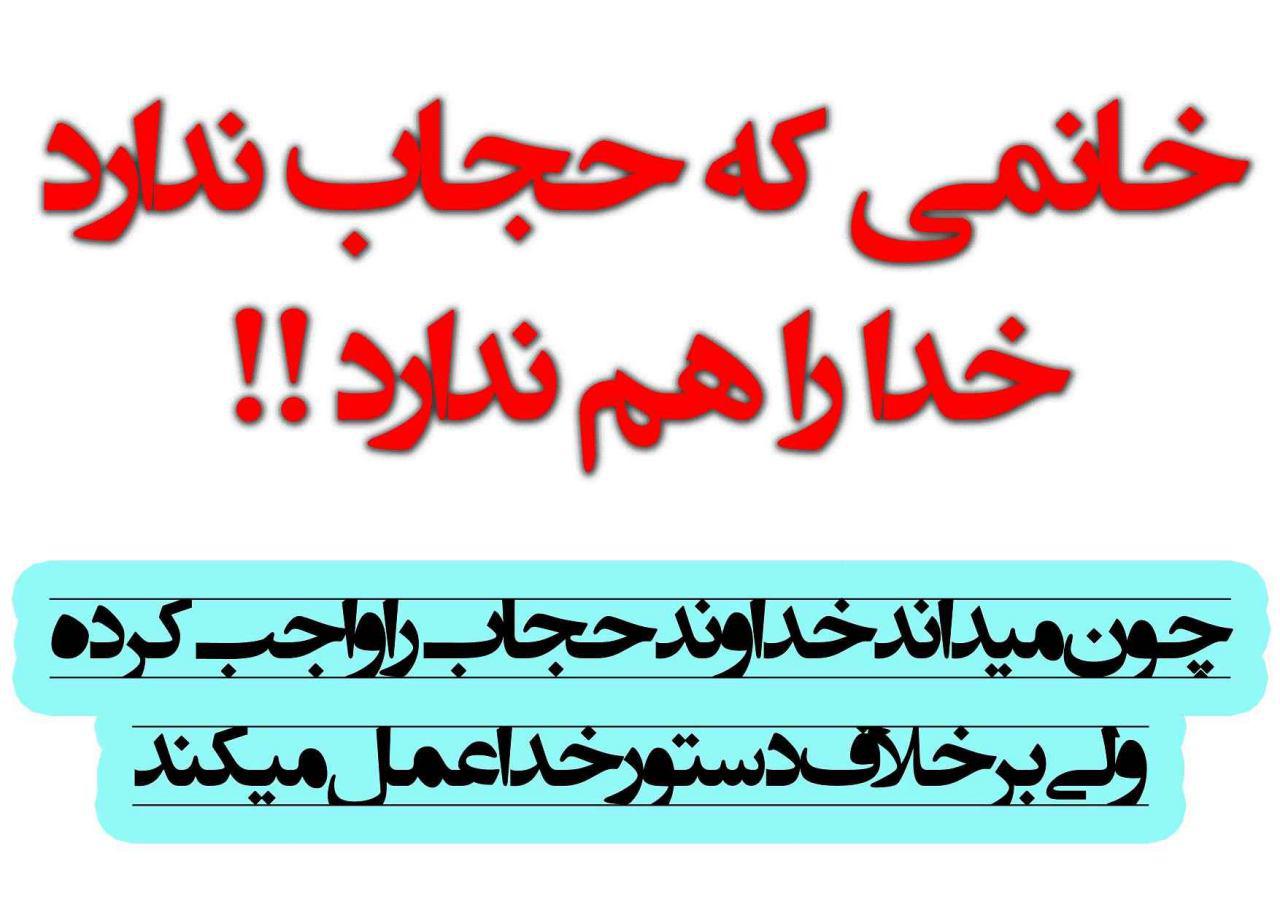 خانمی که حجاب ندارد
خدا را هم ندارد !!
چون میداند خداوند حجاب را واجب کرده
ولی بر خلاف دستور خدا عمل میکند